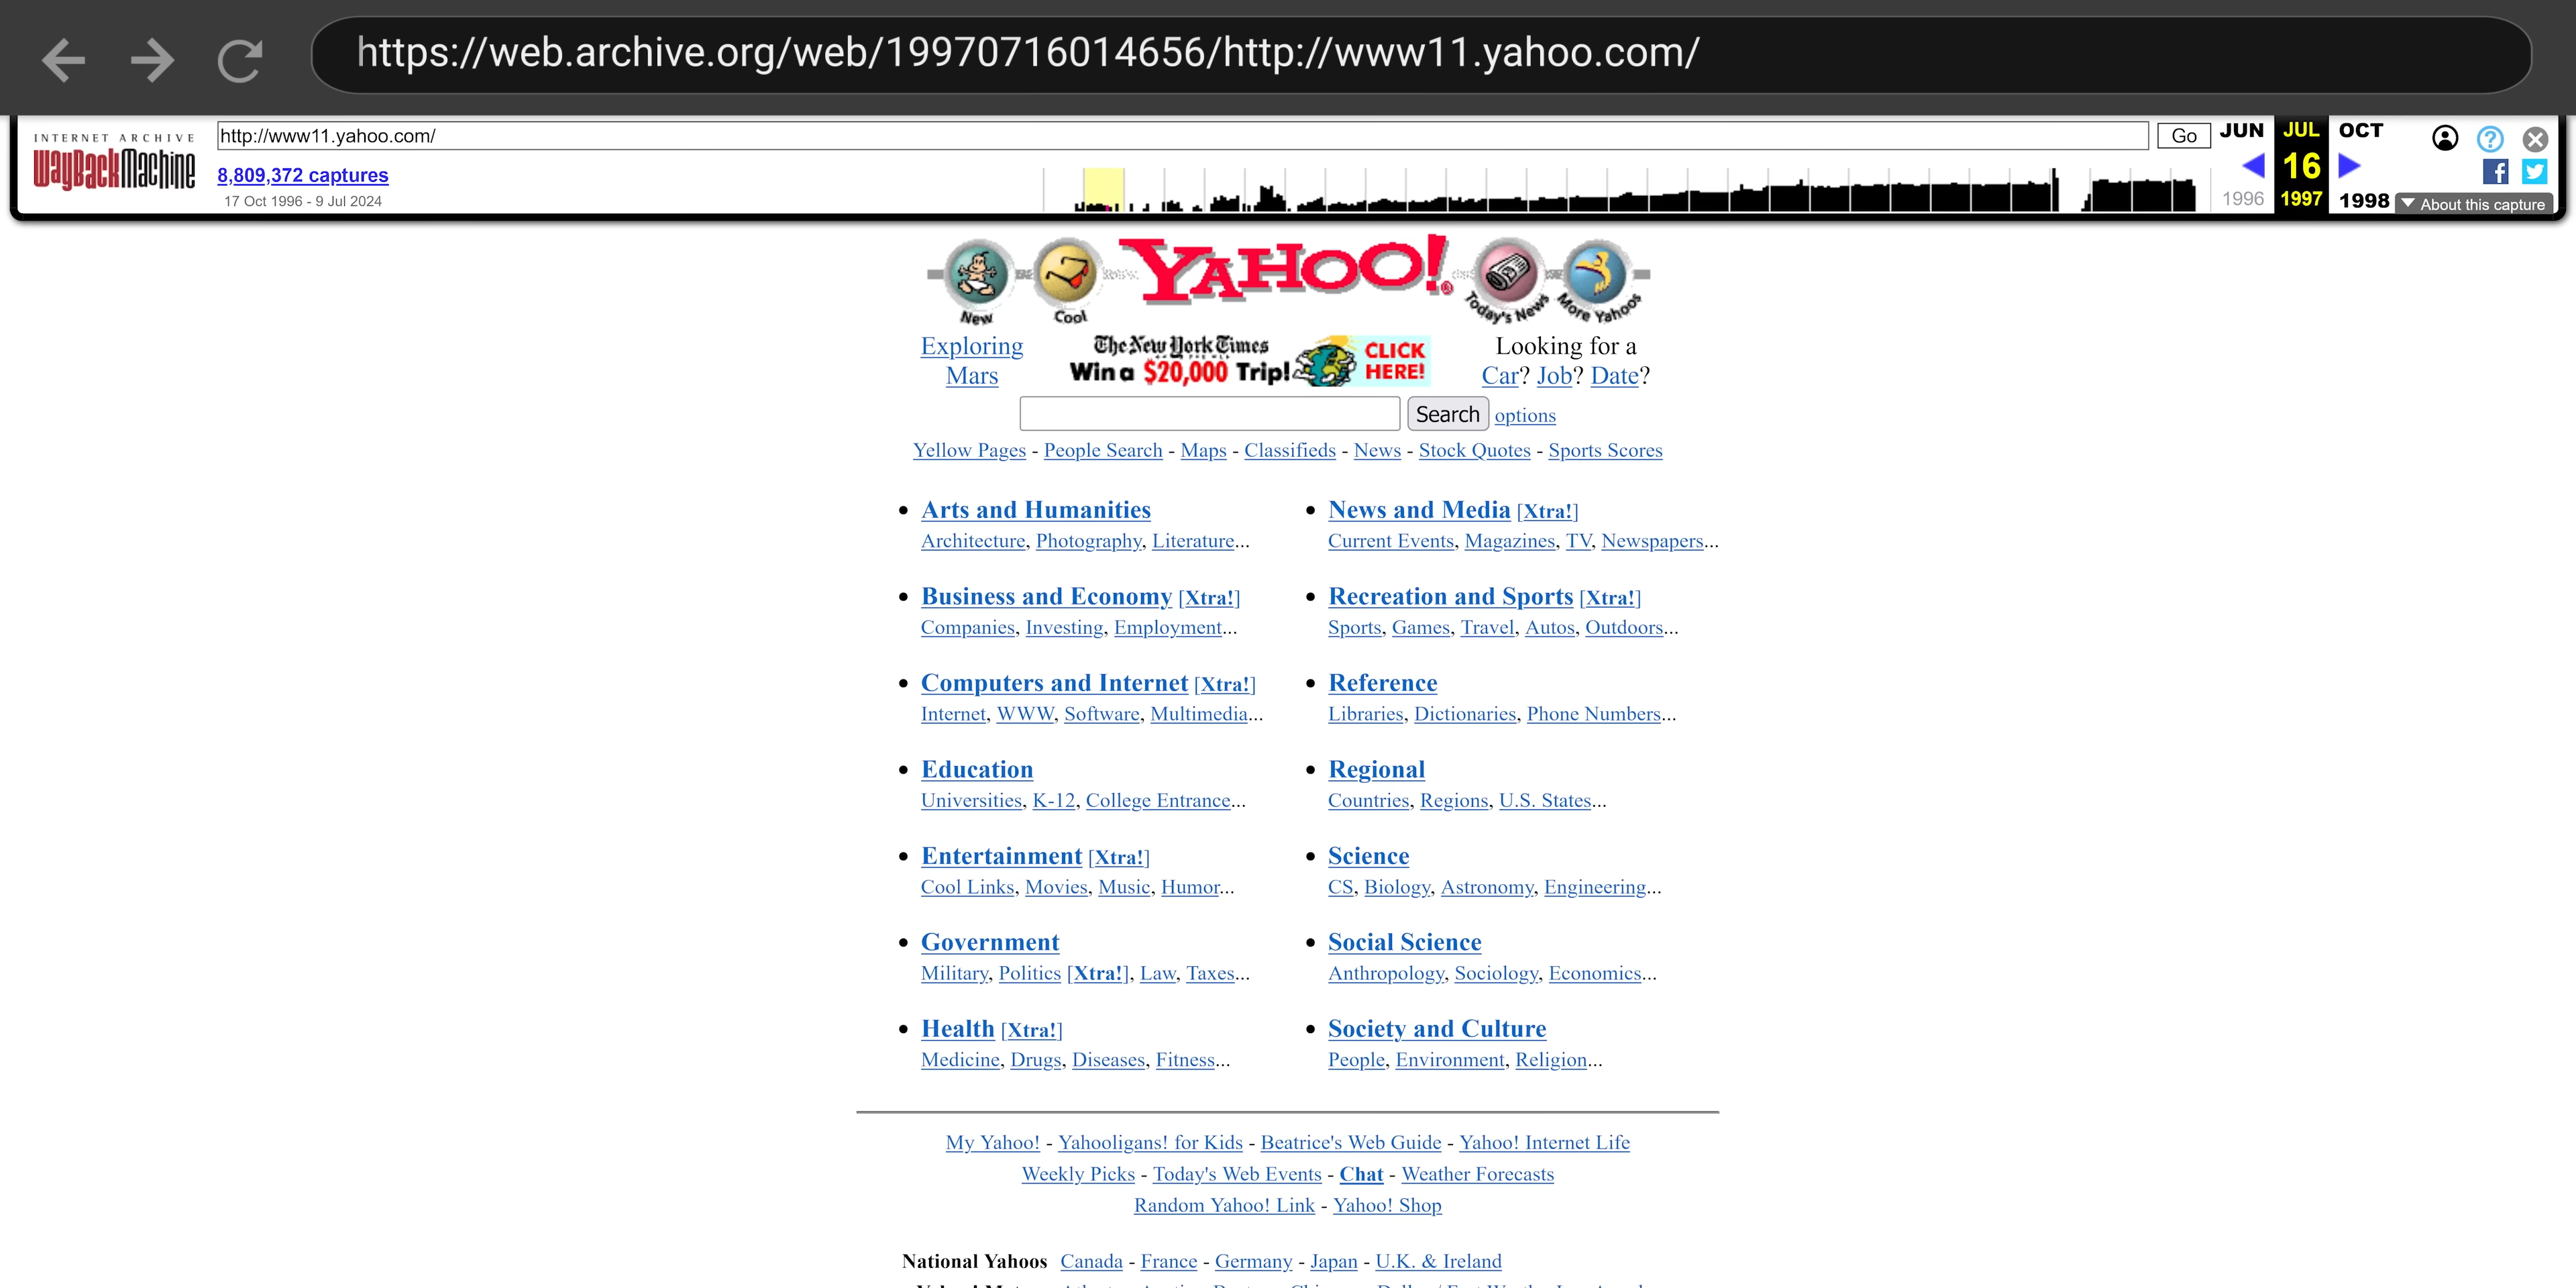 https://web.archive.org/web/19970716014656/http://www11.yahoo.com/
INTERNET ARCHIVE
WayBackMachine
http://www11.yahoo.com/
Go
JUN
JUL
OCT
8,809,372 captures
16
17 Oct 1996 - 9 Jul 2024
1996
1997
1998
About this capture
New
Cool
YAHOO!
Today's News
More Yahoos
Exploring
Mars
The New York Times
Win a $20,000 Trip!
CLICK
HERE!
Looking for a
Car? Job? Date?
Search options
Yellow Pages - People Search - Maps - Classifieds - News - Stock Quotes - Sports Scores
Arts and Humanities
Architecture, Photography, Literature...
News and Media [Xtra!]
Current Events, Magazines, TV, Newspapers...
Business and Economy [Xtra!]
Companies, Investing, Employment...
Recreation and Sports [Xtra!]
Sports, Games, Travel, Autos, Outdoors...
Computers and Internet [Xtra!]
Internet, WWW, Software, Multimedia...
Reference
Libraries, Dictionaries, Phone Numbers...
Education
Universities, K-12, College Entrance...
Regional
Countries, Regions, U.S. States...
Entertainment [Xtra!]
Cool Links, Movies, Music, Humor...
Science
CS, Biology, Astronomy, Engineering...
Government
Military, Politics [Xtra!], Law, Taxes...
Social Science
Anthropology, Sociology, Economics...
Health [Xtra!]
Medicine, Drugs, Diseases, Fitness...
Society and Culture
People, Environment, Religion...
My Yahoo! - Yahooligans! for Kids - Beatrice's Web Guide - Yahoo! Internet Life
Weekly Picks - Today's Web Events - Chat - Weather Forecasts
Random Yahoo! Link - Yahoo! Shop
National Yahoos Canada - France - Germany - Japan - U.K. & Ireland